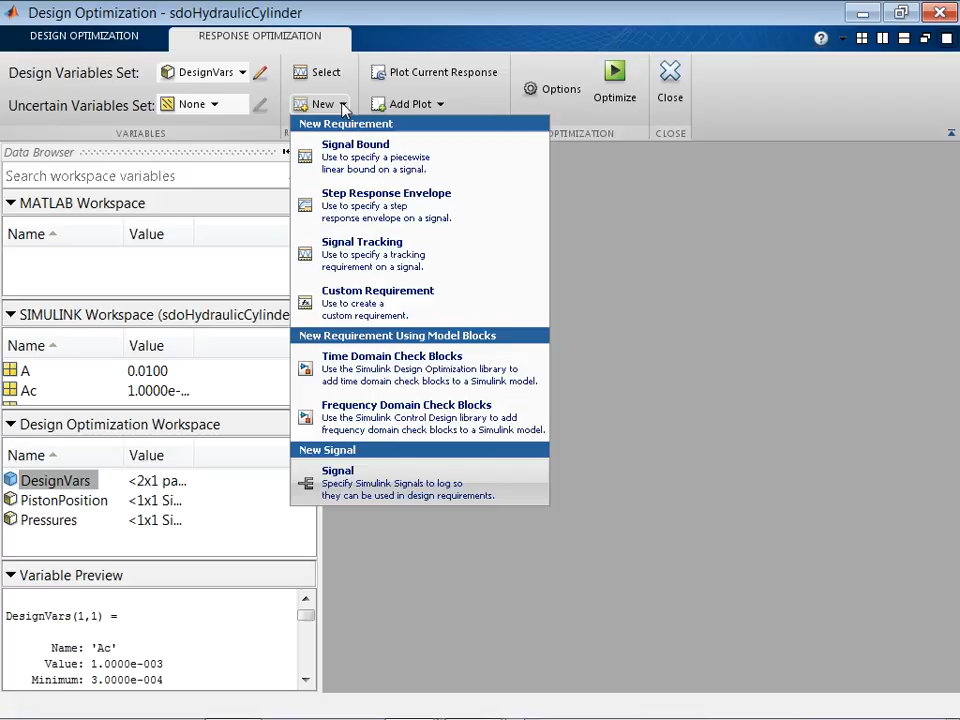 Design Optimization - sdoHydraulicCylinder
DESIGN OPTIMIZATION
RESPONSE OPTIMIZATION
Design Variables Set:
DesignVars
Select
Plot Current Response
Options
Optimize
Close
Uncertain Variables Set:
None
New
Add Plot
VARIABLES
OPTIMIZATION
CLOSE
Data Browser
Search workspace variables
MATLAB Workspace
Name
Value
SIMULINK Workspace (sdoHydraulicCylinde
Name
Value
A
0.0100
Ac
1.0000e-...
Design Optimization Workspace
Name
Value
DesignVars
<2x1 pa...
PistonPosition
<1x1 Si...
Pressures
<1x1 Si...
Variable Preview
DesignVars(1,1) =
Name: 'Ac'
Value: 1.0000e-003
Minimum: 3.0000e-004
New Requirement
Signal Bound
Use to specify a piecewise
linear bound on a signal.
Step Response Envelope
Use to specify a step
response envelope on a signal.
Signal Tracking
Use to specify a tracking
requirement on a signal.
Custom Requirement
Use to create a
custom requirement.
New Requirement Using Model Blocks
Time Domain Check Blocks
Use the Simulink Design Optimization library to
add time domain check blocks to a Simulink model.
Frequency Domain Check Blocks
Use the Simulink Control Design library to add
frequency domain check blocks to a Simulink model.
New Signal
Signal
Specify Simulink Signals to log so
they can be used in design requirements.